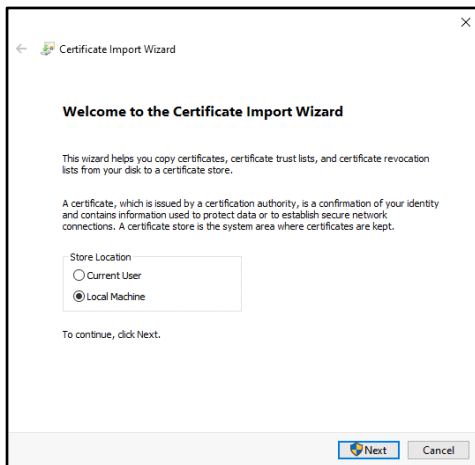 Certificate Import Wizard
Welcome to the Certificate Import Wizard
This wizard helps you copy certificates, certificate trust lists, and certificate revocation
lists from your disk to a certificate store.
A certificate, which is issued by a certification authority, is a confirmation of your identity
and contains information used to protect data or to establish secure network
connections. A certificate store is the system area where certificates are kept.
Store Location
Current User
Local Machine
To continue, click Next.
Next Cancel